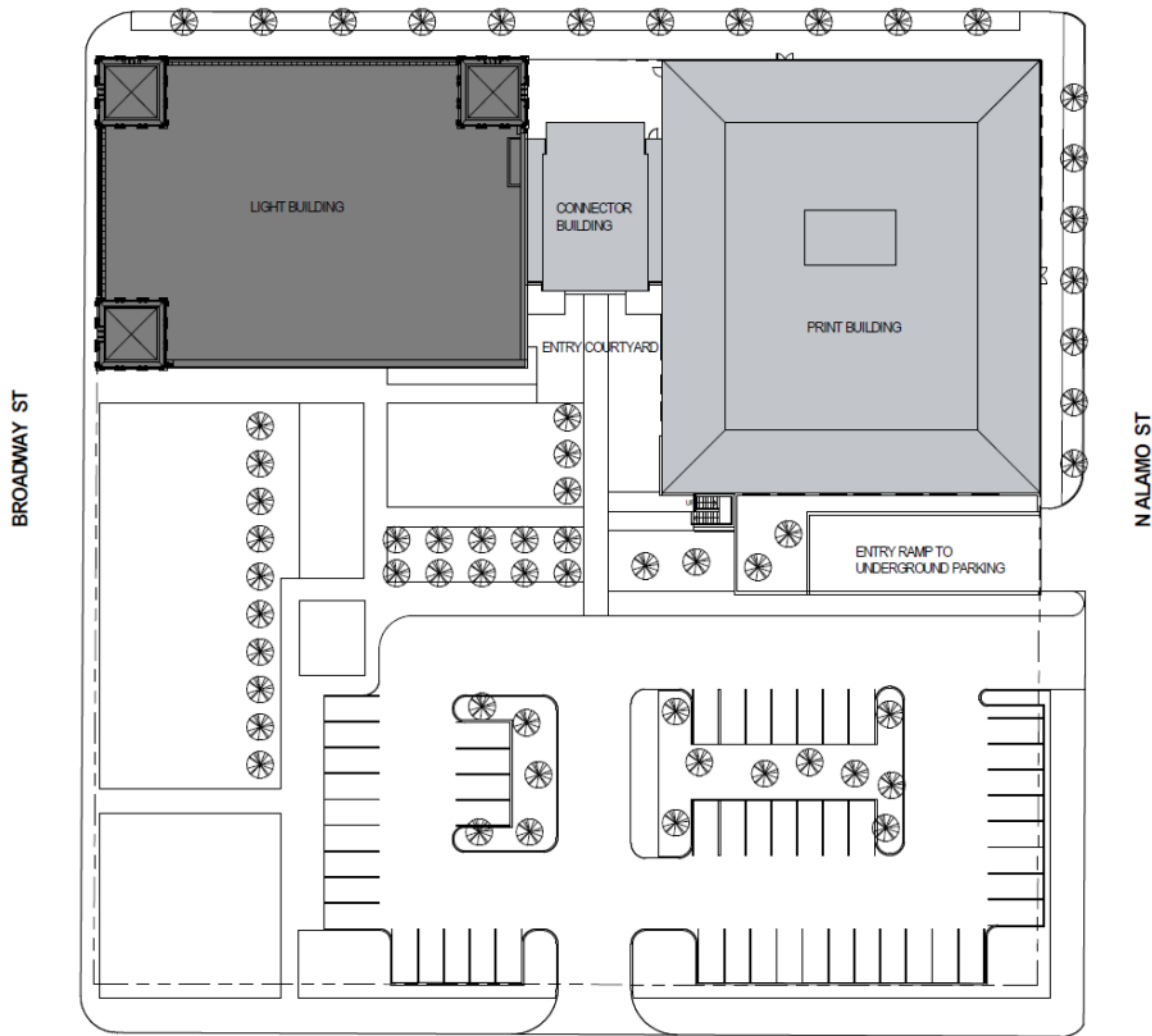 LIGHT BUILDING
CONNECTOR
BUILDING
PRINT BUILDING
ENTRY COURTYARD
BROADWAY ST
N ALAMO ST
ENTRY RAMP TO
UNDERGROUND PARKING